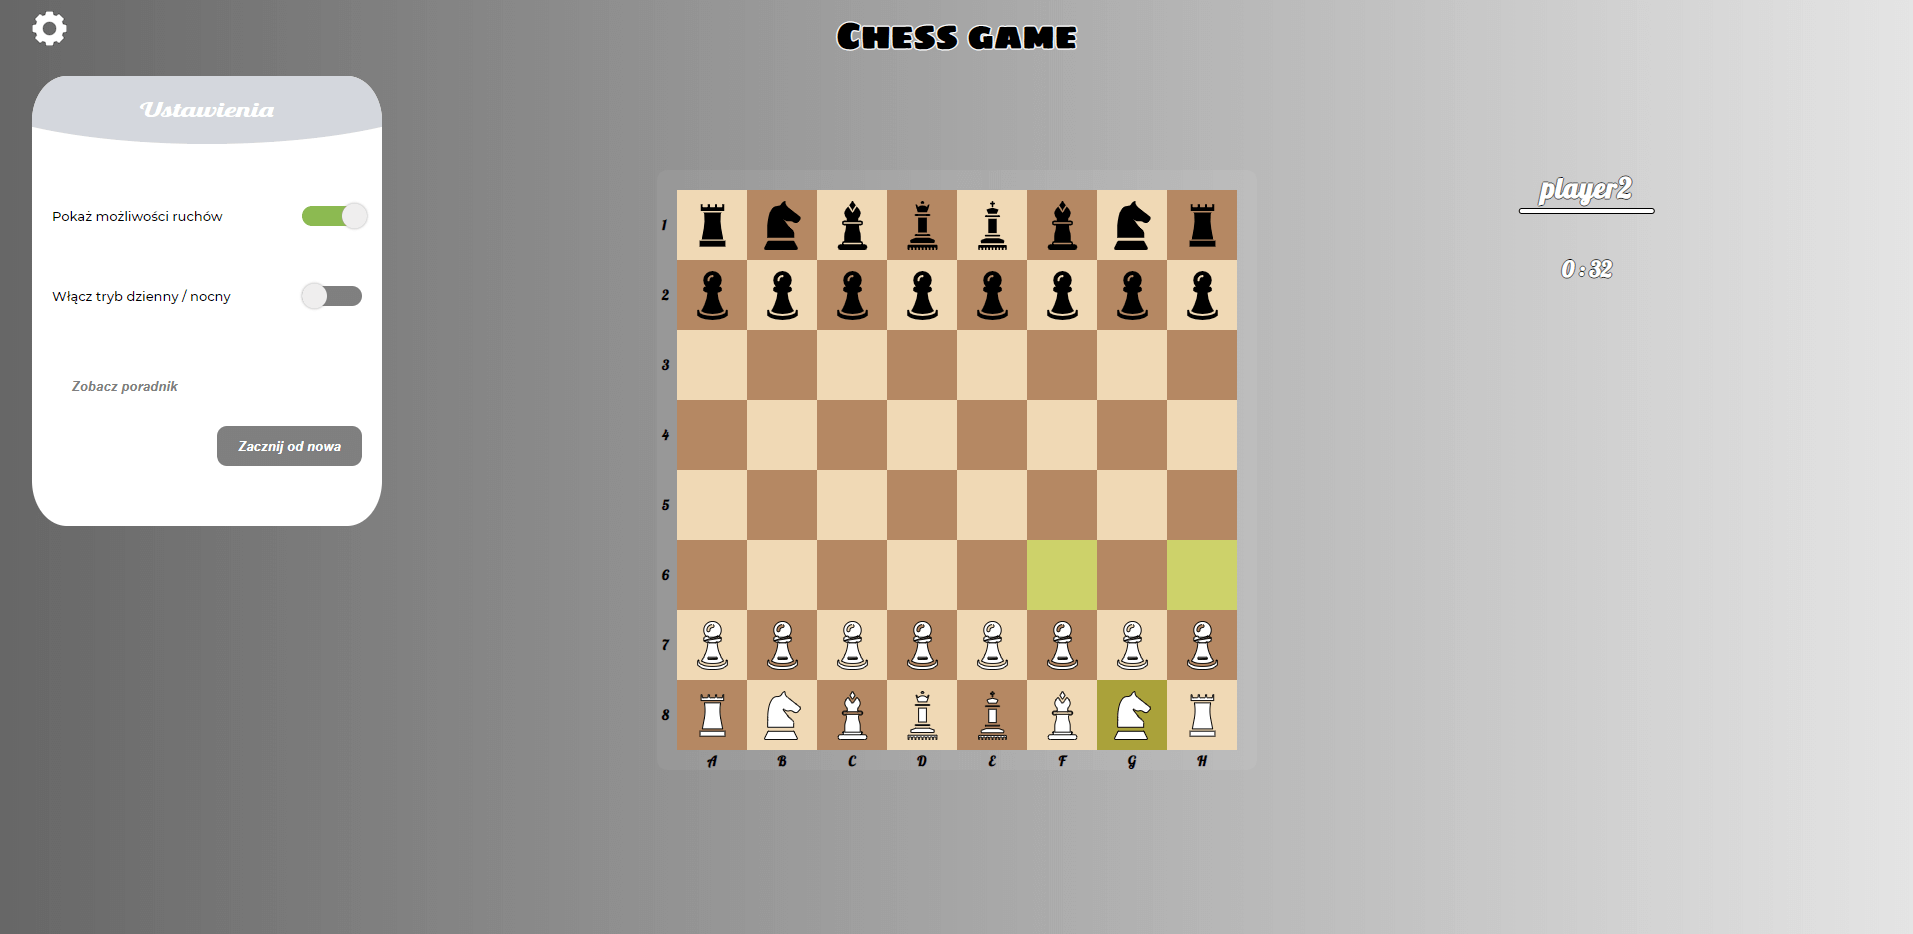 Chess game
Ustawienia
Pokaż możliwości ruchów
Włącz tryb dzienny / nocny
Zobacz poradnik
Zacznij od nowa
1
2
3
4
5
6
7
8
A B C D E F G H
player2
0:32